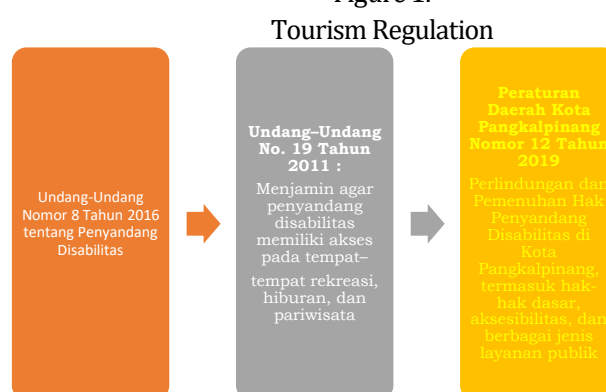 Figure 1.
Tourism Regulation
Undang-Undang
Nomor 8 Tahun 2016
tentang Penyandang
Disabilitas
Undang–Undang
No. 19 Tahun
2011 :
Menjamin agar
penyandang
disabilitas
memiliki akses
pada tempat–
tempat rekreasi,
hiburan, dan
pariwisata
Peraturan
Daerah Kota
Pangkalpinang
Nomor 12 Tahun
2019
Perlindungan dan
Pemenuhan Hak
Penyandang
Disabilitas di
Kota
Pangkalpinang,
termasuk hak-
hak dasar,
aksesibilitas, dan
berbagai jenis
layanan publik